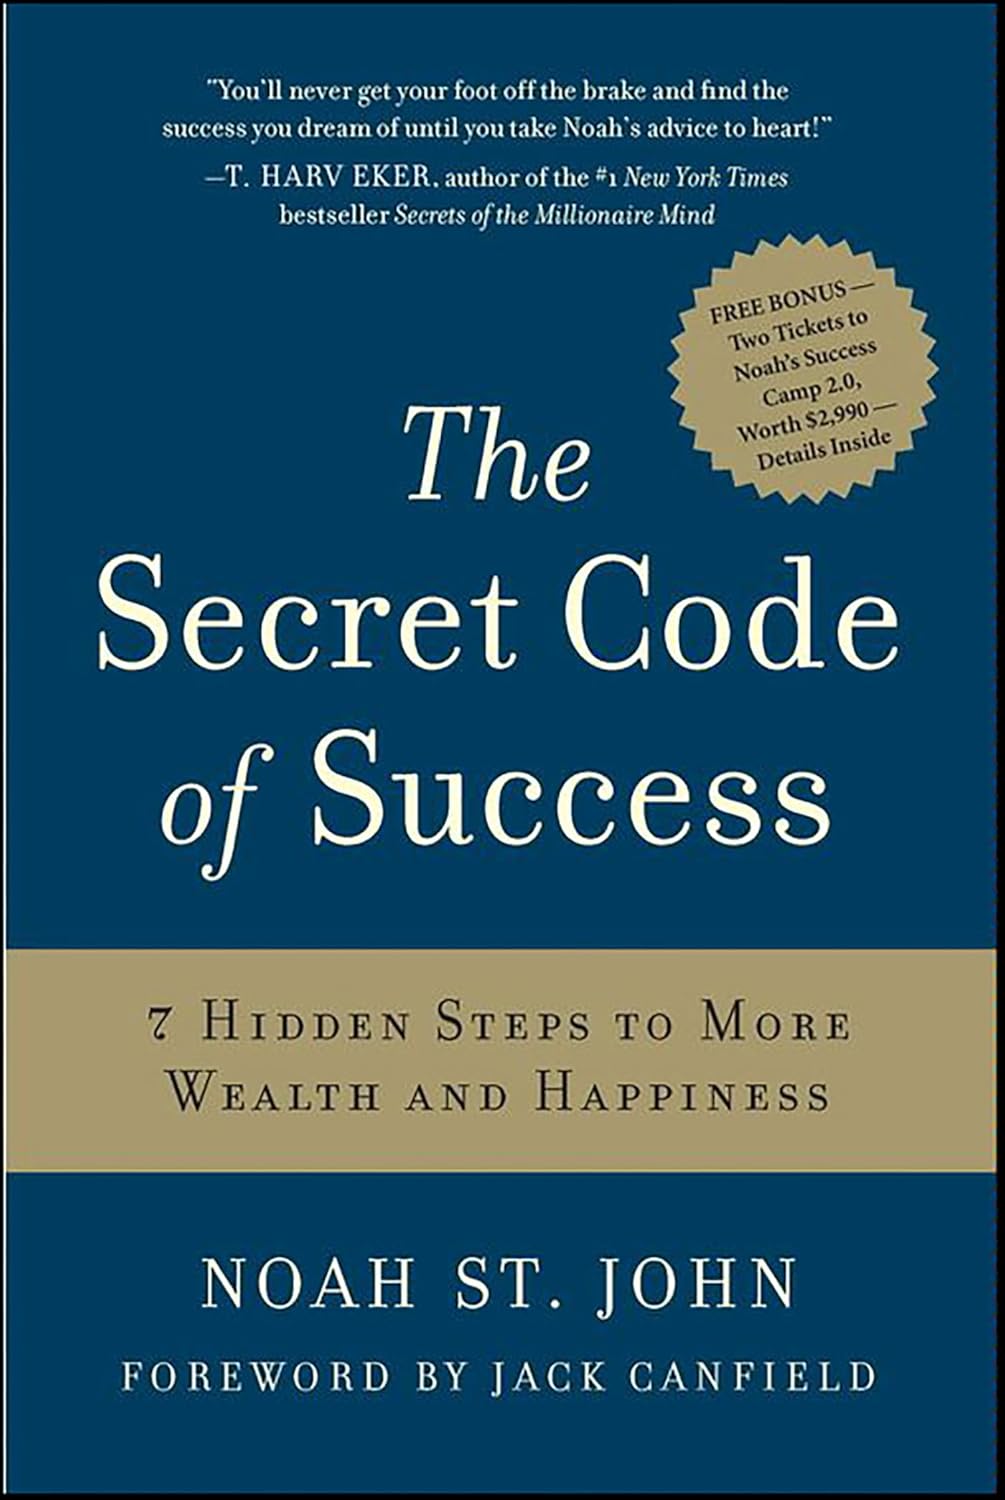 "You'll never get your foot off the brake and find the
success you dream of until you take Noah's advice to heart!"
—T. HARV EKER, author of the #1 New York Times
bestseller Secrets of the Millionaire Mind
FREE BONUS—
Two Tickets to
Noah's Success
Camp 2.0,
Worth $2,990—
Details Inside
The
Secret Code
of Success
7 HIDDEN STEPS TO MORE
WEALTH AND HAPPINESS
NOAH ST. JOHN
FOREWORD BY JACK CANFIELD